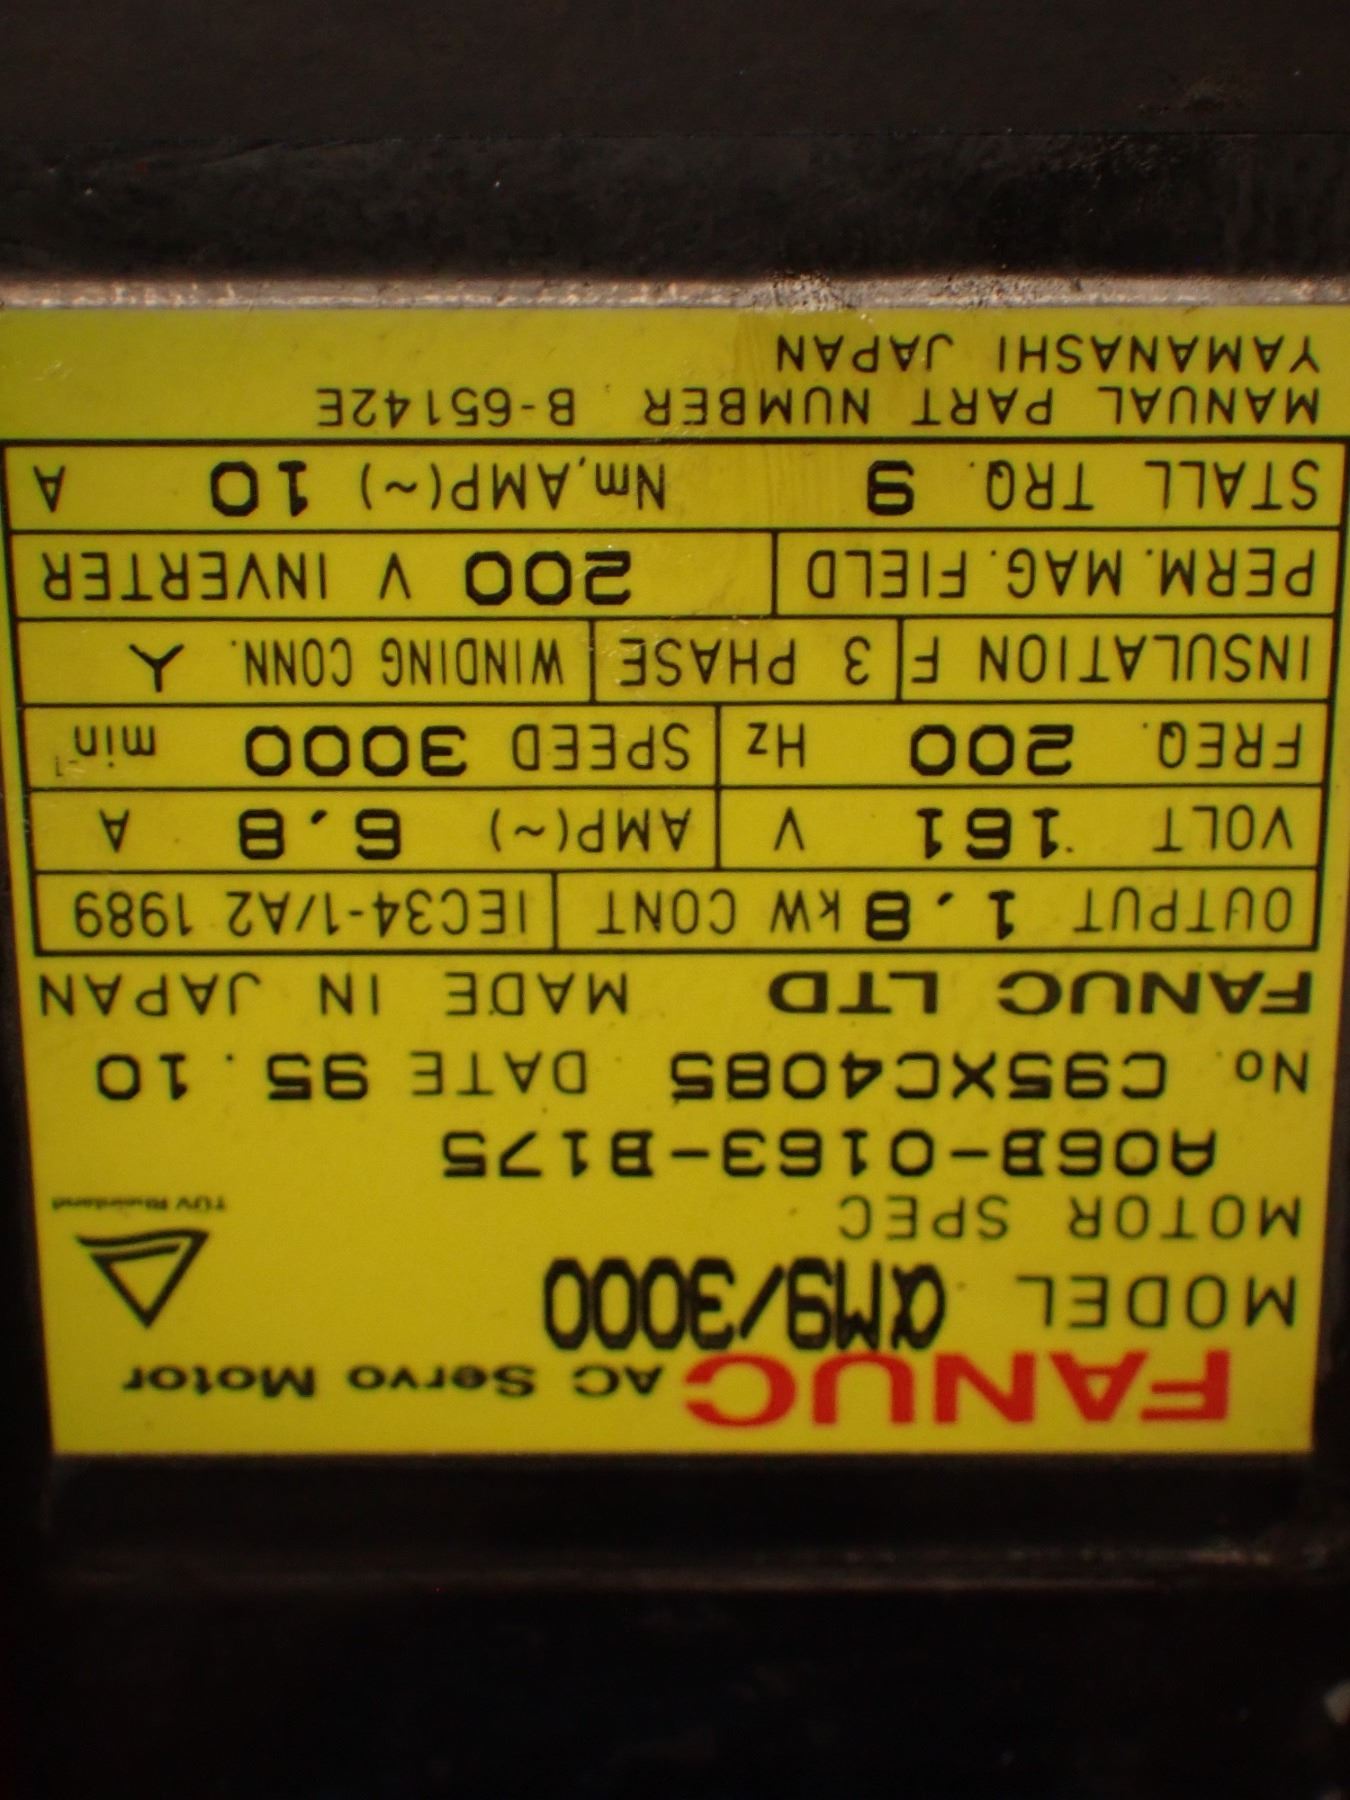 FANUC AC Servo Motor
MODEL αM9/3000
MOTOR SPEC
TÜV Rheinland
A06B-0163-B175
No. C95XC4085 DATE 95.10
FANUC LTD MADE IN JAPAN
OUTPUT 1.8 kW CONT IEC34-1/A2 1989
VOLT 161 V AMP(~) 6.8 A
FREQ. 200 Hz SPEED 3000 min⁻¹
INSULATION F 3 PHASE WINDING CONN. Y
PERM. MAG. FIELD 200 V INVERTER
STALL TRQ. 9 Nm, AMP(~) 10 A
MANUAL PART NUMBER B-65142E
YAMANASHI JAPAN